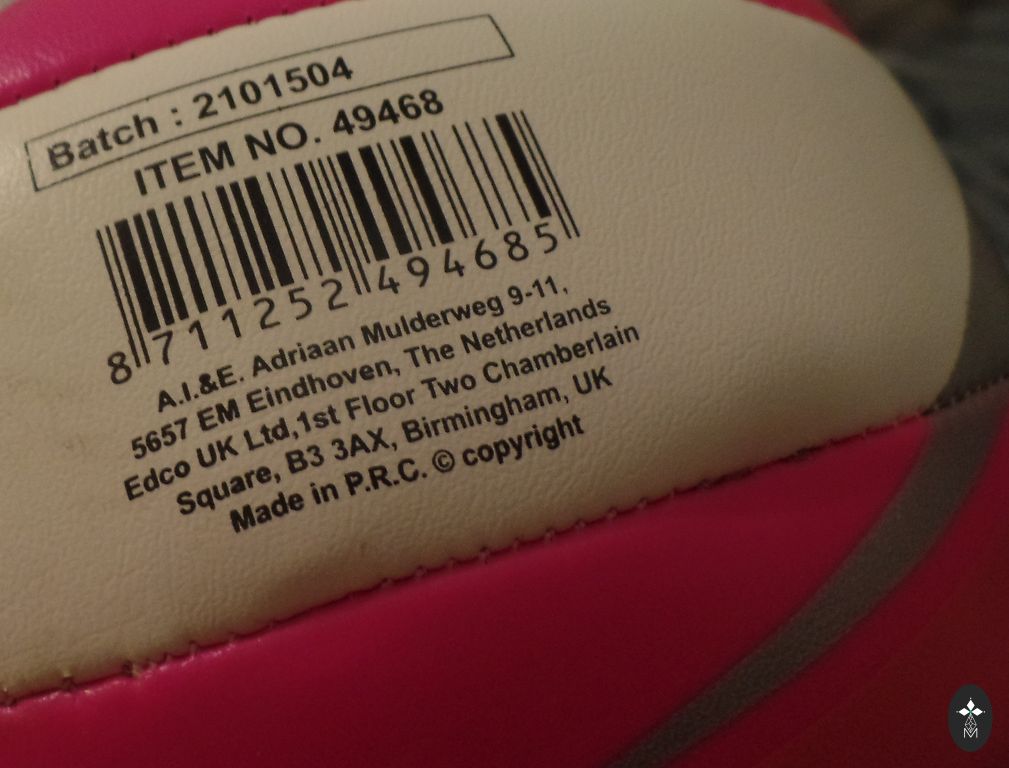 Batch : 2101504
ITEM NO. 49468
8 711252 494685
A.I.&E. Adriaan Mulderweg 9-11,
5657 EM Eindhoven, The Netherlands
Edco UK Ltd,1st Floor Two Chamberlain
Square, B3 3AX, Birmingham, UK
Made in P.R.C. © copyright
M